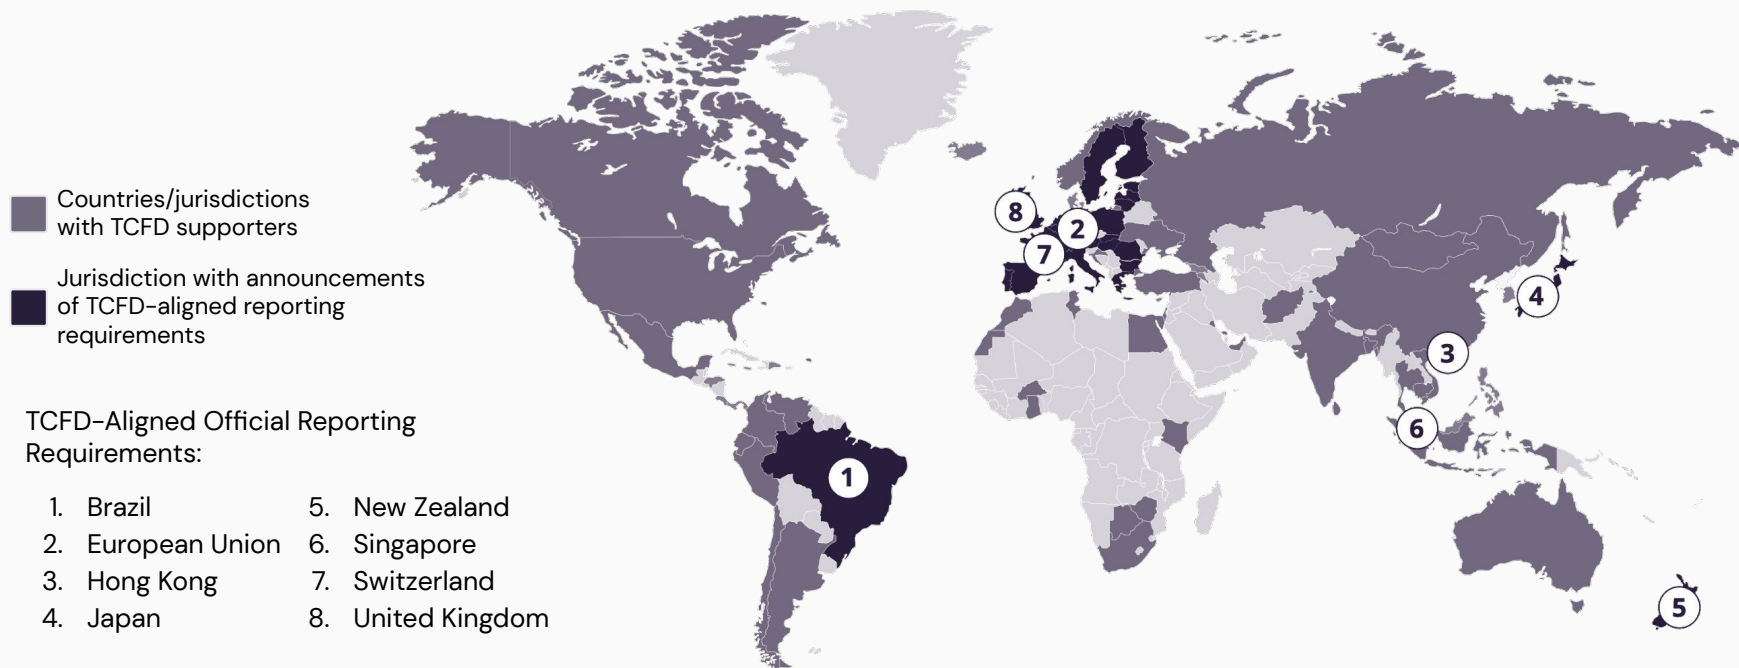 Countries/jurisdictions
with TCFD supporters
Jurisdiction with announcements
of TCFD-aligned reporting
requirements
TCFD-Aligned Official Reporting
Requirements:
1. Brazil
2. European Union
3. Hong Kong
4. Japan
5. New Zealand
6. Singapore
7. Switzerland
8. United Kingdom
8
2
7
4
3
6
1
5